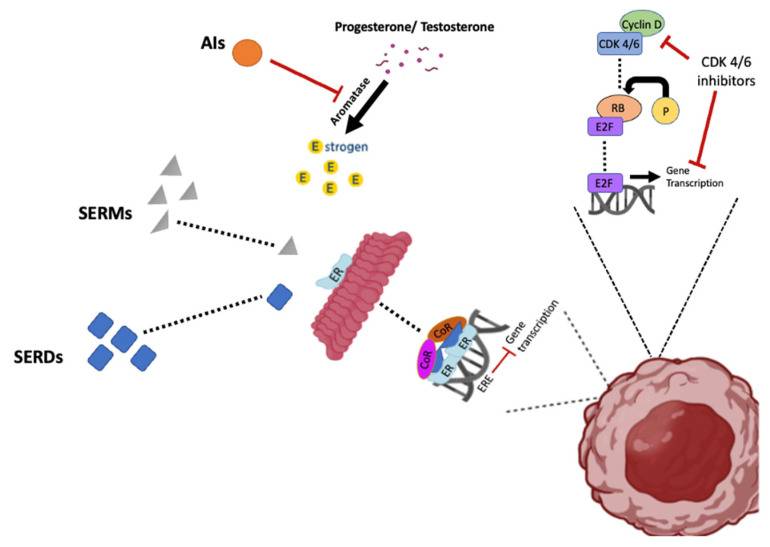 Progesterone/ Testosterone
AIs
Aromatase
E strogen
E
E
E
E
SERMs
SERDs
ER
CoR
CoR
ER
ER
ERE
Gene
transcription
Cyclin D
CDK 4/6
CDK 4/6
inhibitors
RB
P
E2F
E2F
Gene
Transcription